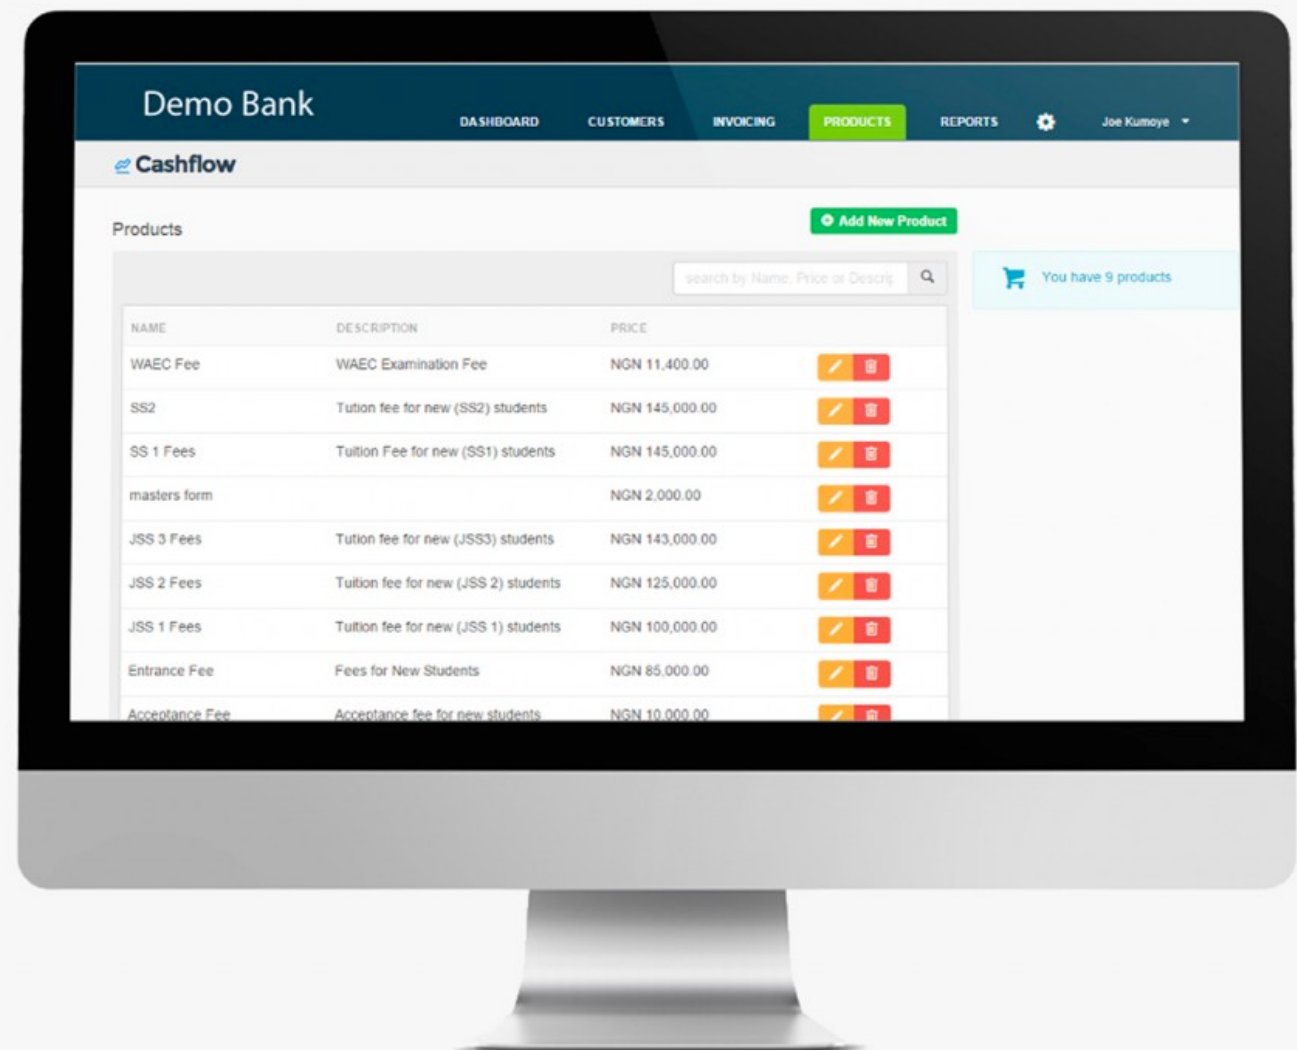 Demo Bank
DASHBOARD CUSTOMERS INVOICING PRODUCTS REPORTS Joe Kumoye
Cashflow
Products
Add New Product
search by Name, Price or Descrip
You have 9 products
NAME DESCRIPTION PRICE
WAEC Fee WAEC Examination Fee NGN 11,400.00
SS2 Tution fee for new (SS2) students NGN 145,000.00
SS 1 Fees Tuition Fee for new (SS1) students NGN 145,000.00
masters form NGN 2,000.00
JSS 3 Fees Tution fee for new (JSS3) students NGN 143,000.00
JSS 2 Fees Tuition fee for new (JSS 2) students NGN 125,000.00
JSS 1 Fees Tuition fee for new (JSS 1) students NGN 100,000.00
Entrance Fee Fees for New Students NGN 85,000.00
Acceptance Fee Acceptance fee for new students NGN 10,000.00